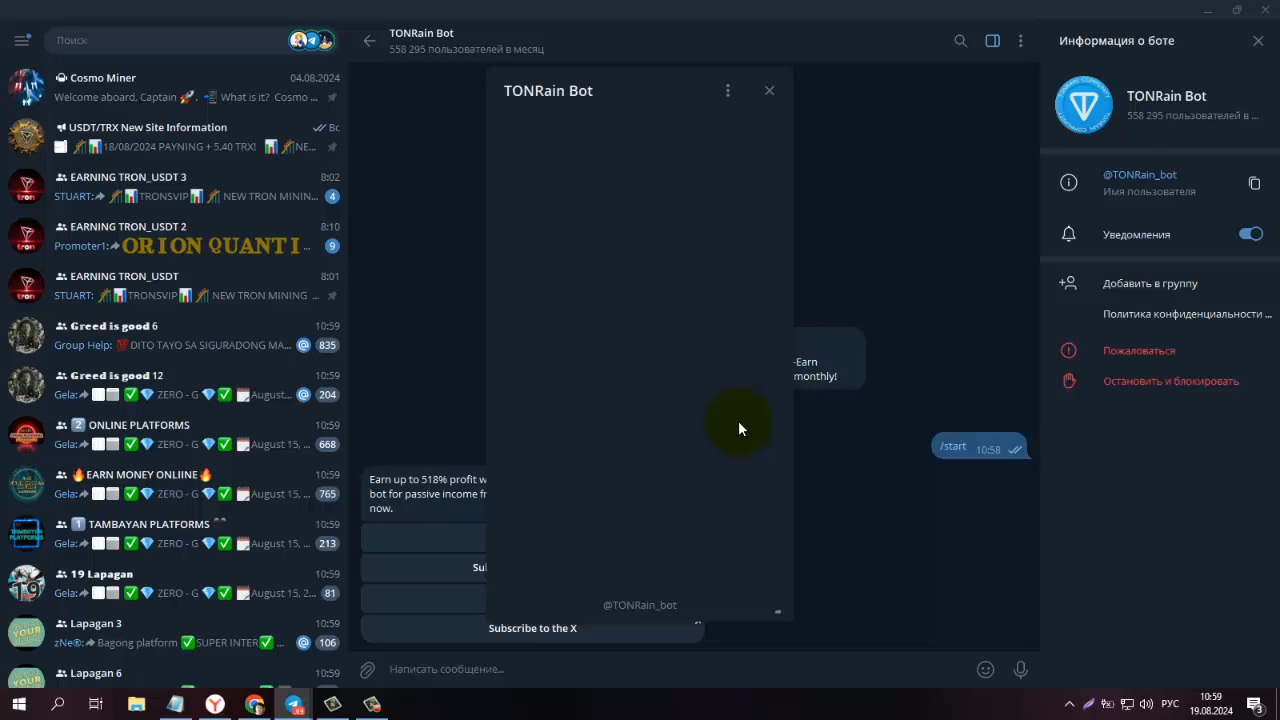 Поиск
Cosmo Miner
04.08.2024
Welcome aboard, Captain 🚀. 📲 What is it? Cosmo ...
USDT/TRX New Site Information
Вс
18/08/2024 PAYNING + 5.40 TRX! NE...
EARNING TRON_USDT 3
8:02
STUART: TRONSVIP NEW TRON MININ...
4
EARNING TRON_USDT 2
8:10
Promoter1: ORION QUANTI ...
9
EARNING TRON_USDT
8:01
STUART: TRONSVIP NEW TRON MINING ...
Greed is good 6
10:59
Group Help: 💯DITO TAYO SA SIGURADONG MA...
@
835
Greed is good 12
10:59
Gela: ✅💎 ZERO - G 💎✅ August...
@
204
2 ONLINE PLATFORMS
10:59
Gela: ✅💎 ZERO - G 💎✅ August 15, ...
668
🔥EARN MONEY ONLIINE🔥
10:59
Gela: ✅💎 ZERO - G 💎✅ August 15, ...
765
1 TAMBAYAN PLATFORMS
10:59
Gela: ✅💎 ZERO - G 💎✅ August 15, ...
213
19 Lapagan
10:59
Gela: ✅💎 ZERO - G 💎✅ August 15, 2...
81
Lapagan 3
10:59
zNe®: Bagong platform ✅SUPER INTER✅ ...
@
106
Lapagan 6
10:59
TONRain Bot
558 295 пользователей в месяц
TONRain Bot
-Earn
monthly!
/start 10:58
Earn up to 518% profit w
bot for passive income fr
now.
Sul
@TONRain_bot
Subscribe to the X
Написать сообщение...
Информация о боте
TONRain Bot
558 295 пользователей в ...
@TONRain_bot
Имя пользователя
Уведомления
Добавить в группу
Политика конфиденциальности ...
Пожаловаться
Остановить и блокировать
РУС
10:59
19.08.2024
3